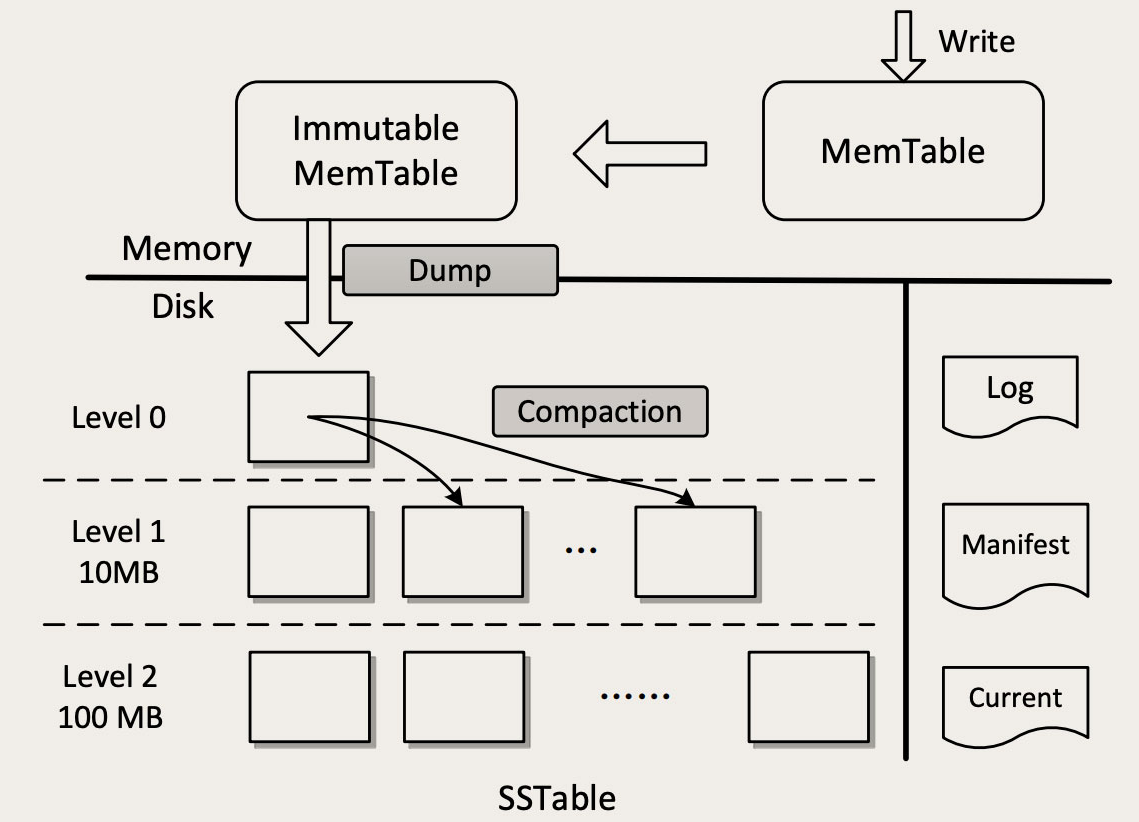 Write
Immutable
MemTable
MemTable
Memory
Dump
Disk
Level 0
Compaction
Log
Level 1
10MB
...
Manifest
Level 2
100 MB
......
Current
SSTable